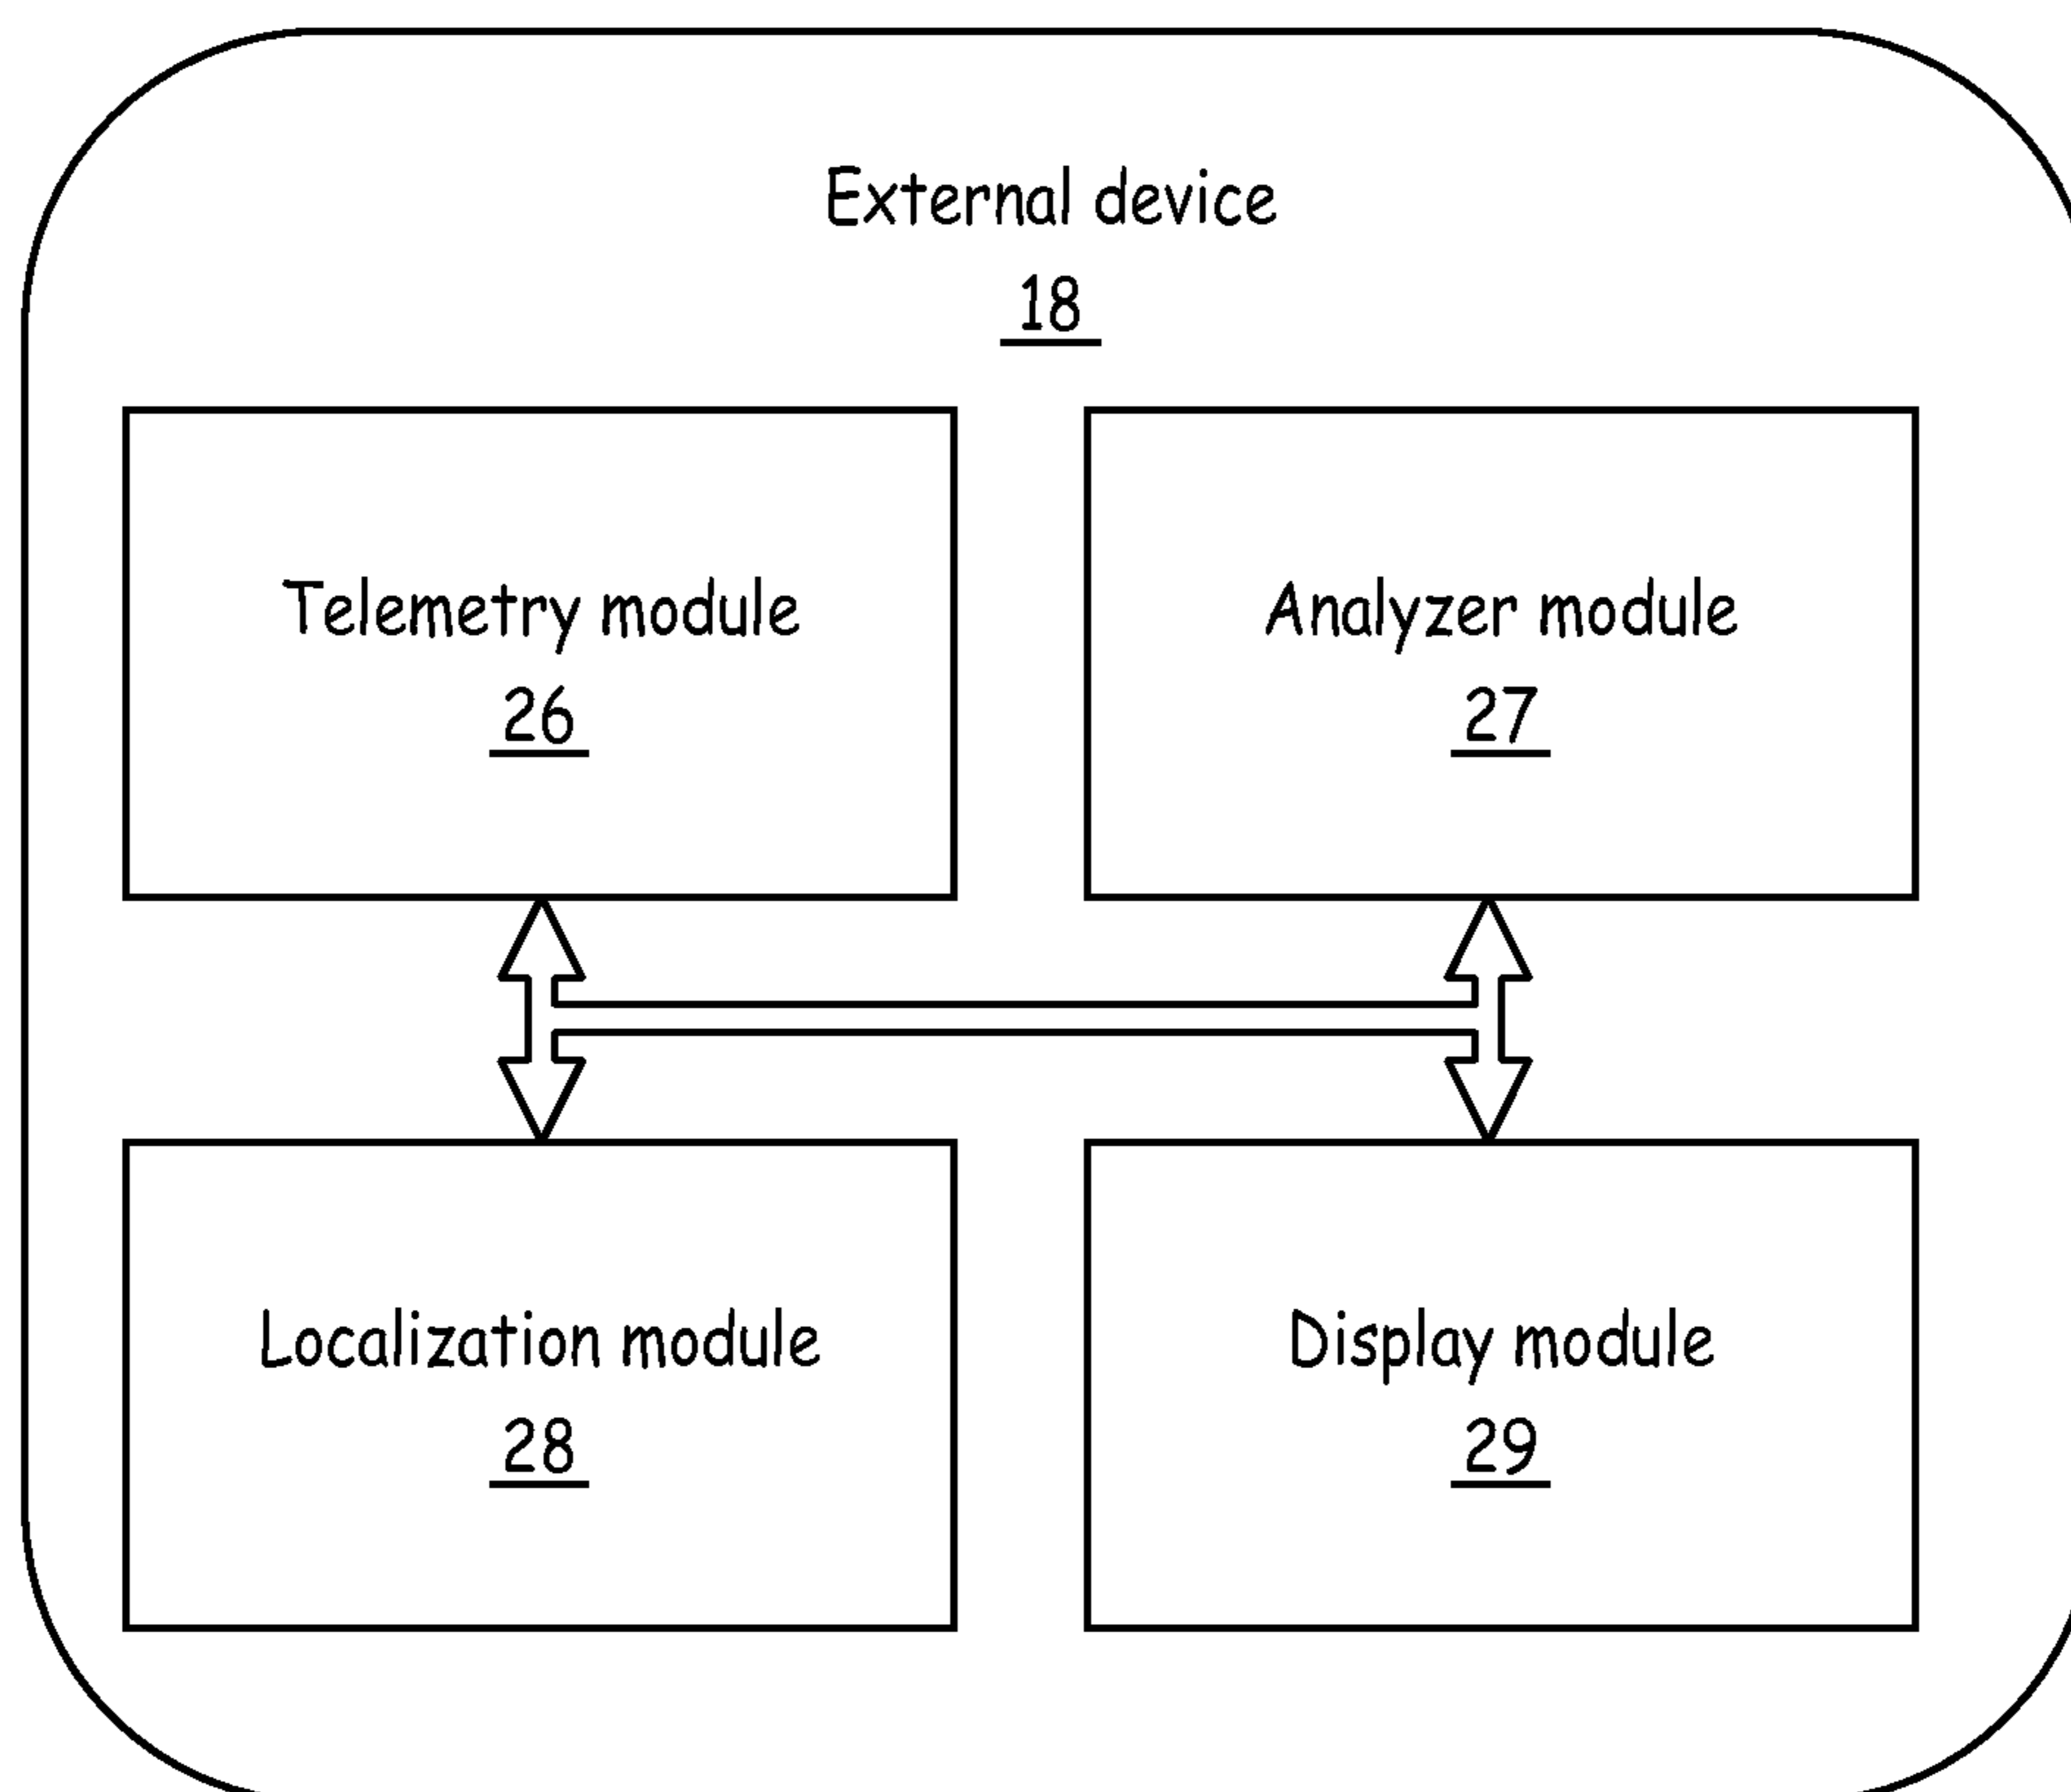 External device
18
Telemetry module
26
Analyzer module
27
Localization module
28
Display module
29